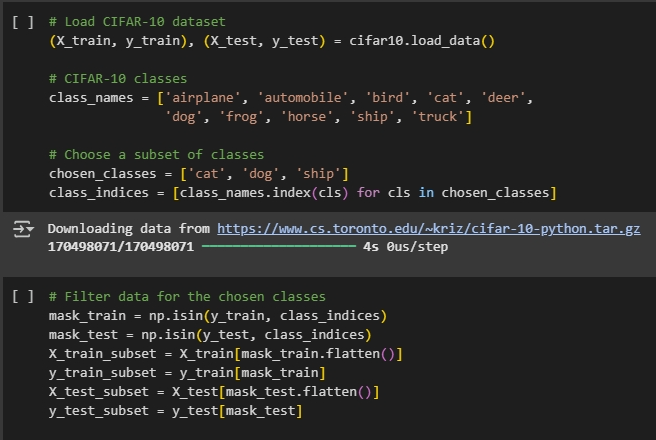 [ ] # Load CIFAR-10 dataset
(X_train, y_train), (X_test, y_test) = cifar10.load_data()
# CIFAR-10 classes
class_names = ['airplane', 'automobile', 'bird', 'cat', 'deer',
'dog', 'frog', 'horse', 'ship', 'truck']
# Choose a subset of classes
chosen_classes = ['cat', 'dog', 'ship']
class_indices = [class_names.index(cls) for cls in chosen_classes]
Downloading data from https://www.cs.toronto.edu/~kriz/cifar-10-python.tar.gz
170498071/170498071 ━━━━━━━━━━━━━━━━━━━━ 4s 0us/step
[ ] # Filter data for the chosen classes
mask_train = np.isin(y_train, class_indices)
mask_test = np.isin(y_test, class_indices)
X_train_subset = X_train[mask_train.flatten()]
y_train_subset = y_train[mask_train]
X_test_subset = X_test[mask_test.flatten()]
y_test_subset = y_test[mask_test]